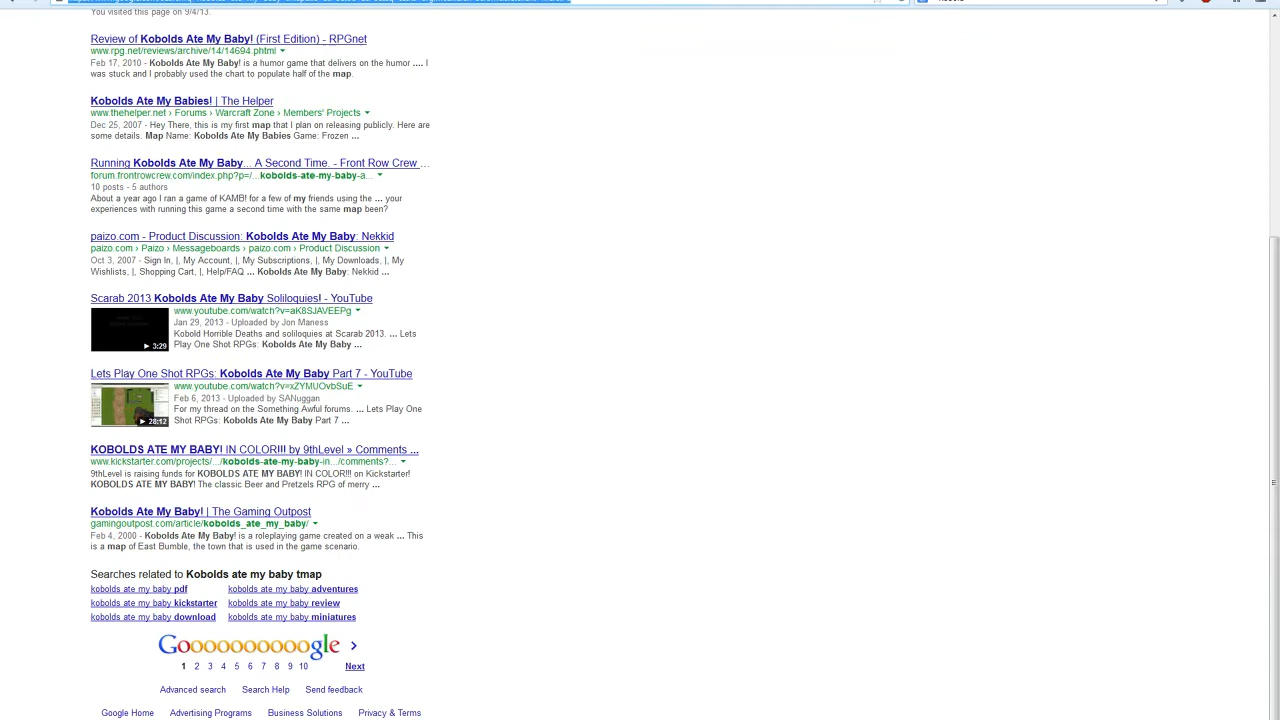 You visited this page on 9/4/13.
Review of Kobolds Ate My Baby! (First Edition) - RPGnet
www.rpg.net/reviews/archive/14/14694.phtml
Feb 17, 2010 - Kobolds Ate My Baby! is a humor game that delivers on the humor .... I
was stuck and I probably used the chart to populate half of the map.
Kobolds Ate My Babies! | The Helper
www.thehelper.net › Forums › Warcraft Zone › Members' Projects
Dec 25, 2007 - Hey There, this is my first map that I plan on releasing publicly. Here are
some details. Map Name: Kobolds Ate My Babies Game: Frozen ...
Running Kobolds Ate My Baby... A Second Time. - Front Row Crew ...
forum.frontrowcrew.com/index.php?p=/...kobolds-ate-my-baby-a...
10 posts - 5 authors
About a year ago I ran a game of KAMB! for a few of my friends using the ... your
experiences with running this game a second time with the same map been?
paizo.com - Product Discussion: Kobolds Ate My Baby: Nekkid
paizo.com › Paizo › Messageboards › paizo.com › Product Discussion
Oct 3, 2007 - Sign In, |, My Account, |, My Subscriptions, |, My Downloads, |, My
Wishlists, |, Shopping Cart, |, Help/FAQ ... Kobolds Ate My Baby: Nekkid ...
Scarab 2013 Kobolds Ate My Baby Soliloquies! - YouTube
www.youtube.com/watch?v=aK8SJAVEEPg
Jan 29, 2013 - Uploaded by Jon Maness
Kobold Horrible Deaths and soliloquies at Scarab 2013. ... Lets
Play One Shot RPGs: Kobolds Ate My Baby ...
3:29
Lets Play One Shot RPGs: Kobolds Ate My Baby Part 7 - YouTube
www.youtube.com/watch?v=xZYMUOvbSuE
Feb 6, 2013 - Uploaded by SANuggan
For my thread on the Something Awful forums. ... Lets Play One
Shot RPGs: Kobolds Ate My Baby Part 7 ...
28:12
KOBOLDS ATE MY BABY! IN COLOR!!! by 9thLevel » Comments ...
www.kickstarter.com/projects/.../kobolds-ate-my-baby-in.../comments?...
9thLevel is raising funds for KOBOLDS ATE MY BABY! IN COLOR!!! on Kickstarter!
KOBOLDS ATE MY BABY! The classic Beer and Pretzels RPG of merry ...
Kobolds Ate My Baby! | The Gaming Outpost
gamingoutpost.com/article/kobolds_ate_my_baby/
Feb 4, 2000 - Kobolds Ate My Baby! is a roleplaying game created on a weak ... This
is a map of East Bumble, the town that is used in the game scenario.
Searches related to Kobolds ate my baby tmap
kobolds ate my baby pdf kobolds ate my baby adventures
kobolds ate my baby kickstarter kobolds ate my baby review
kobolds ate my baby download kobolds ate my baby miniatures
Goooooooooogle >
1 2 3 4 5 6 7 8 9 10 Next
Advanced search Search Help Send feedback
Google Home Advertising Programs Business Solutions Privacy & Terms